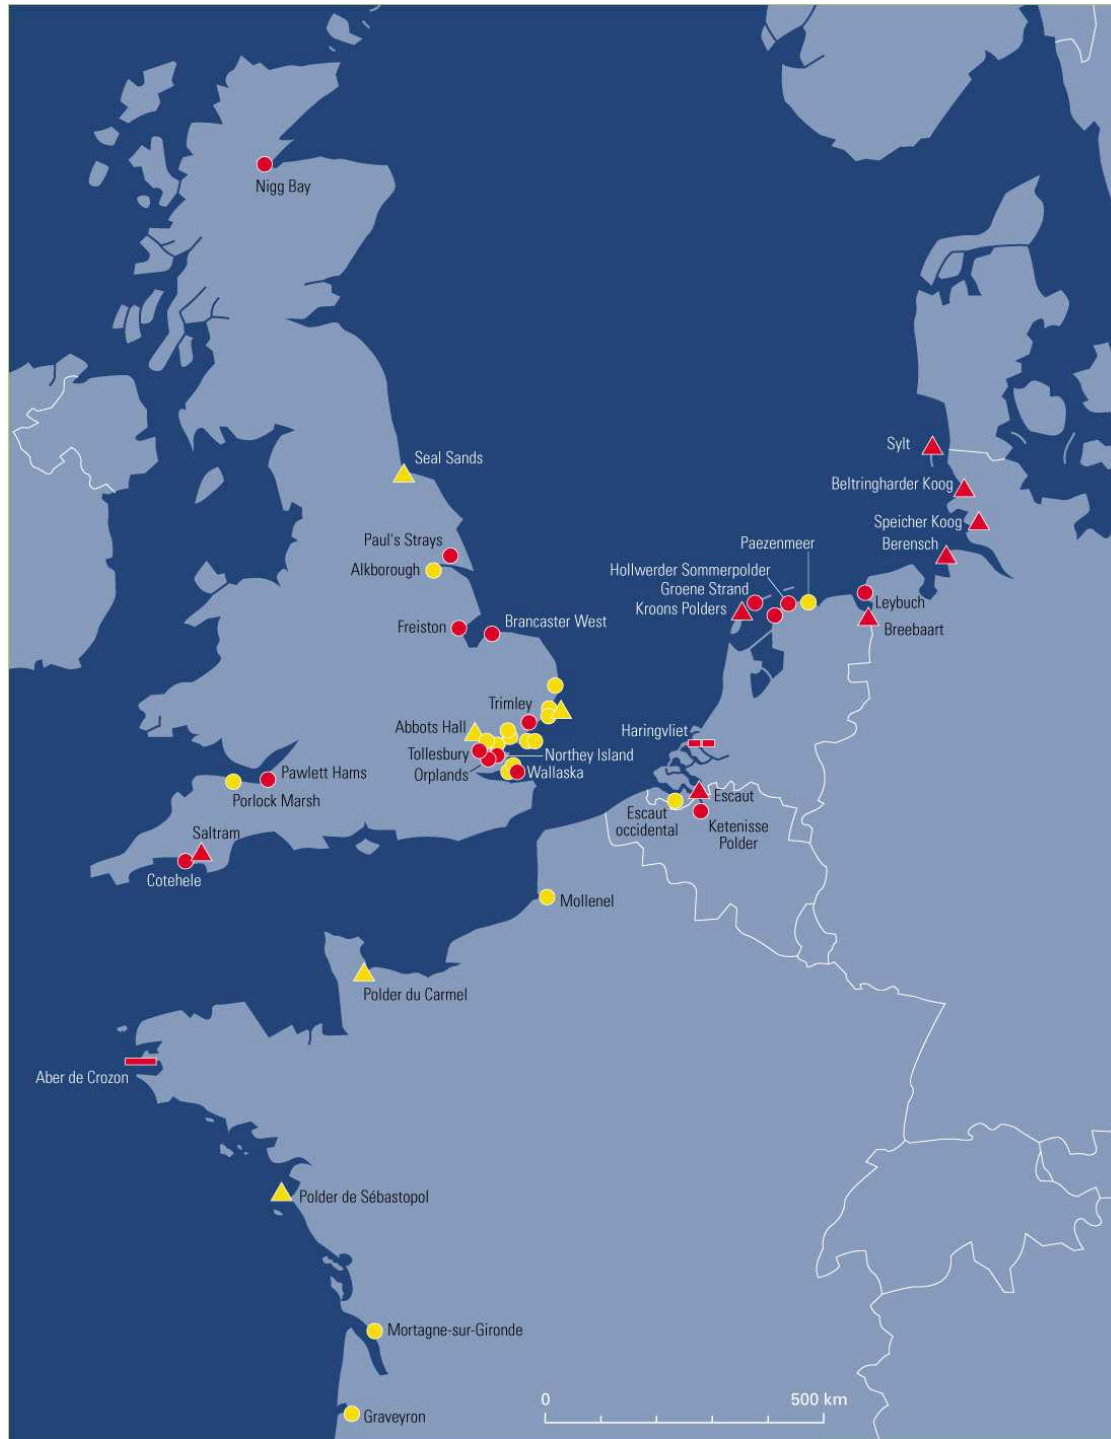 Nigg Bay
Seal Sands
Sylt
Beltringharder Koog
Speicher Koog
Berensch
Paul's Strays
Alkborough
Paezenmeer
Hollwerder Sommerpolder
Groene Strand
Kroons Polders
Leybuch
Breebaart
Freiston
Brancaster West
Trimley
Abbots Hall
Tollesbury
Orplands
Northey Island
Wallaska
Haringvliet
Pawlett Hams
Porlock Marsh
Escaut
Escaut
occidental
Ketenisse
Polder
Saltram
Cotehele
Mollenel
Polder du Carmel
Aber de Crozon
Polder de Sébastopol
Mortagne-sur-Gironde
Graveyron
0
500 km